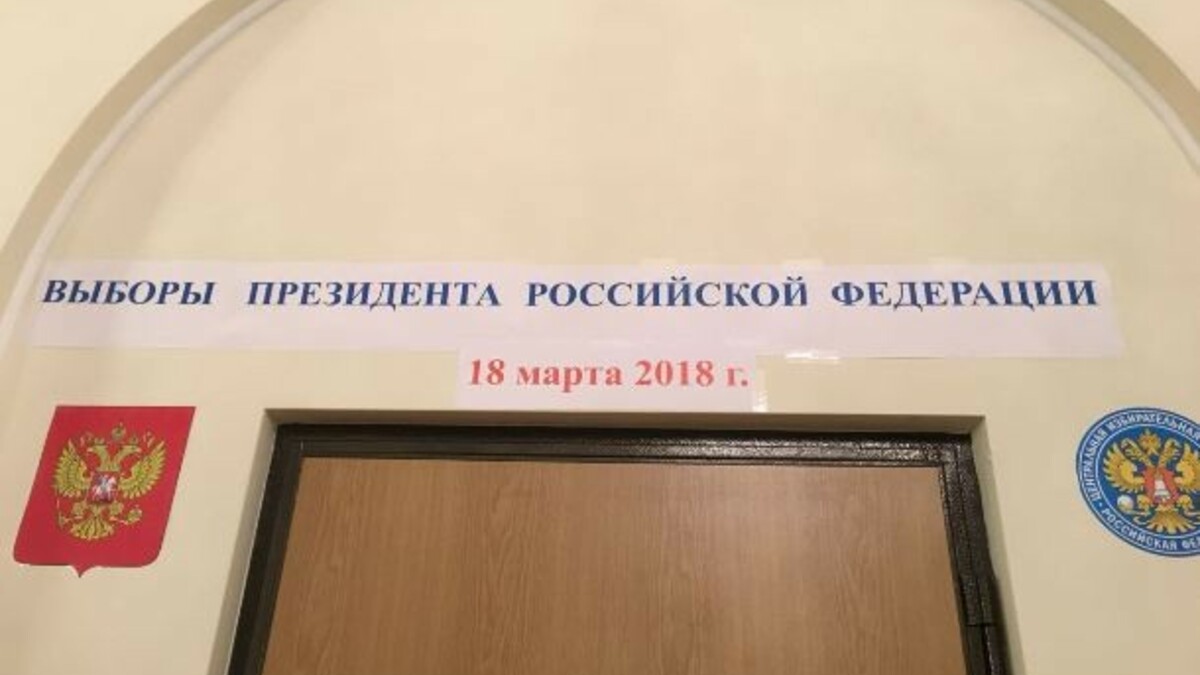 ВЫБОРЫ ПРЕЗИДЕНТА РОССИЙСКОЙ ФЕДЕРАЦИИ
18 марта 2018 г.
ЦЕНТРАЛЬНАЯ ИЗБИРАТЕЛЬНАЯ
РОССИЙСКАЯ